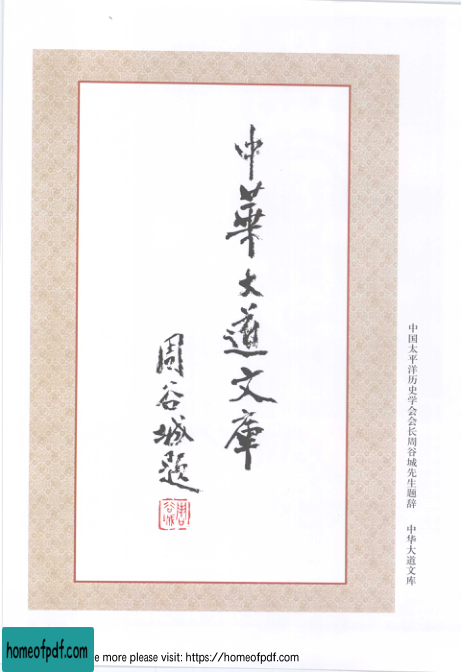 中華大道文庫
周谷城题
周谷城
中国太平洋历史学会会长周谷城先生题辞 中华大道文库
homeofpdf.com
e more please visit: https://homeofpdf.com